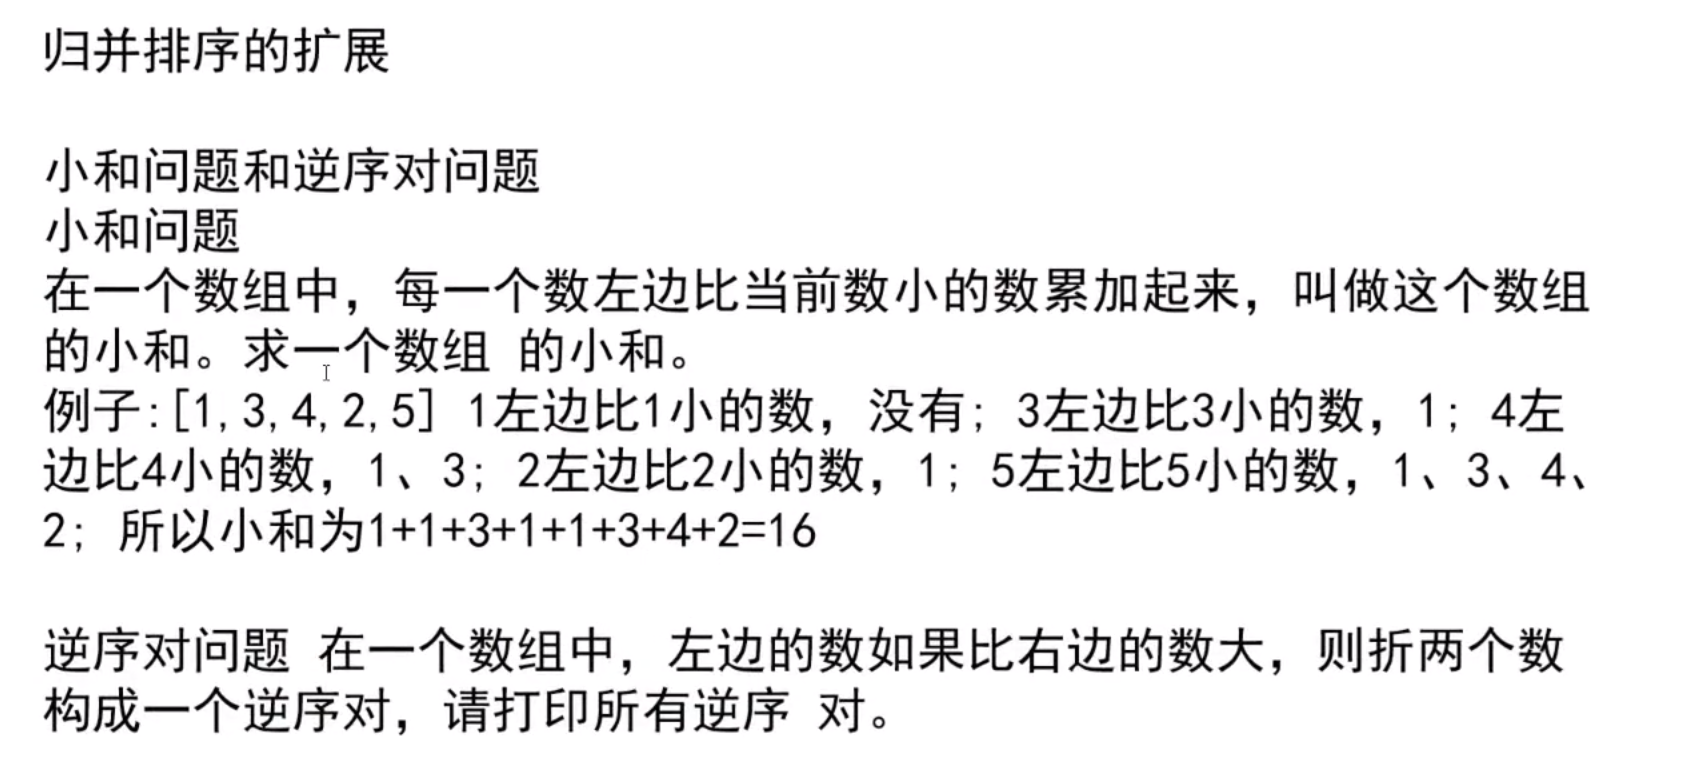 归并排序的扩展
小和问题和逆序对问题
小和问题
在一个数组中，每一个数左边比当前数小的数累加起来，叫做这个数组
的小和。求一个数组 的小和。
例子:[1,3,4,2,5] 1左边比1小的数，没有; 3左边比3小的数，1; 4左
边比4小的数，1、3; 2左边比2小的数，1; 5左边比5小的数，1、3、4、
2; 所以小和为1+1+3+1+1+3+4+2=16
逆序对问题 在一个数组中，左边的数如果比右边的数大，则折两个数
构成一个逆序对，请打印所有逆序 对。